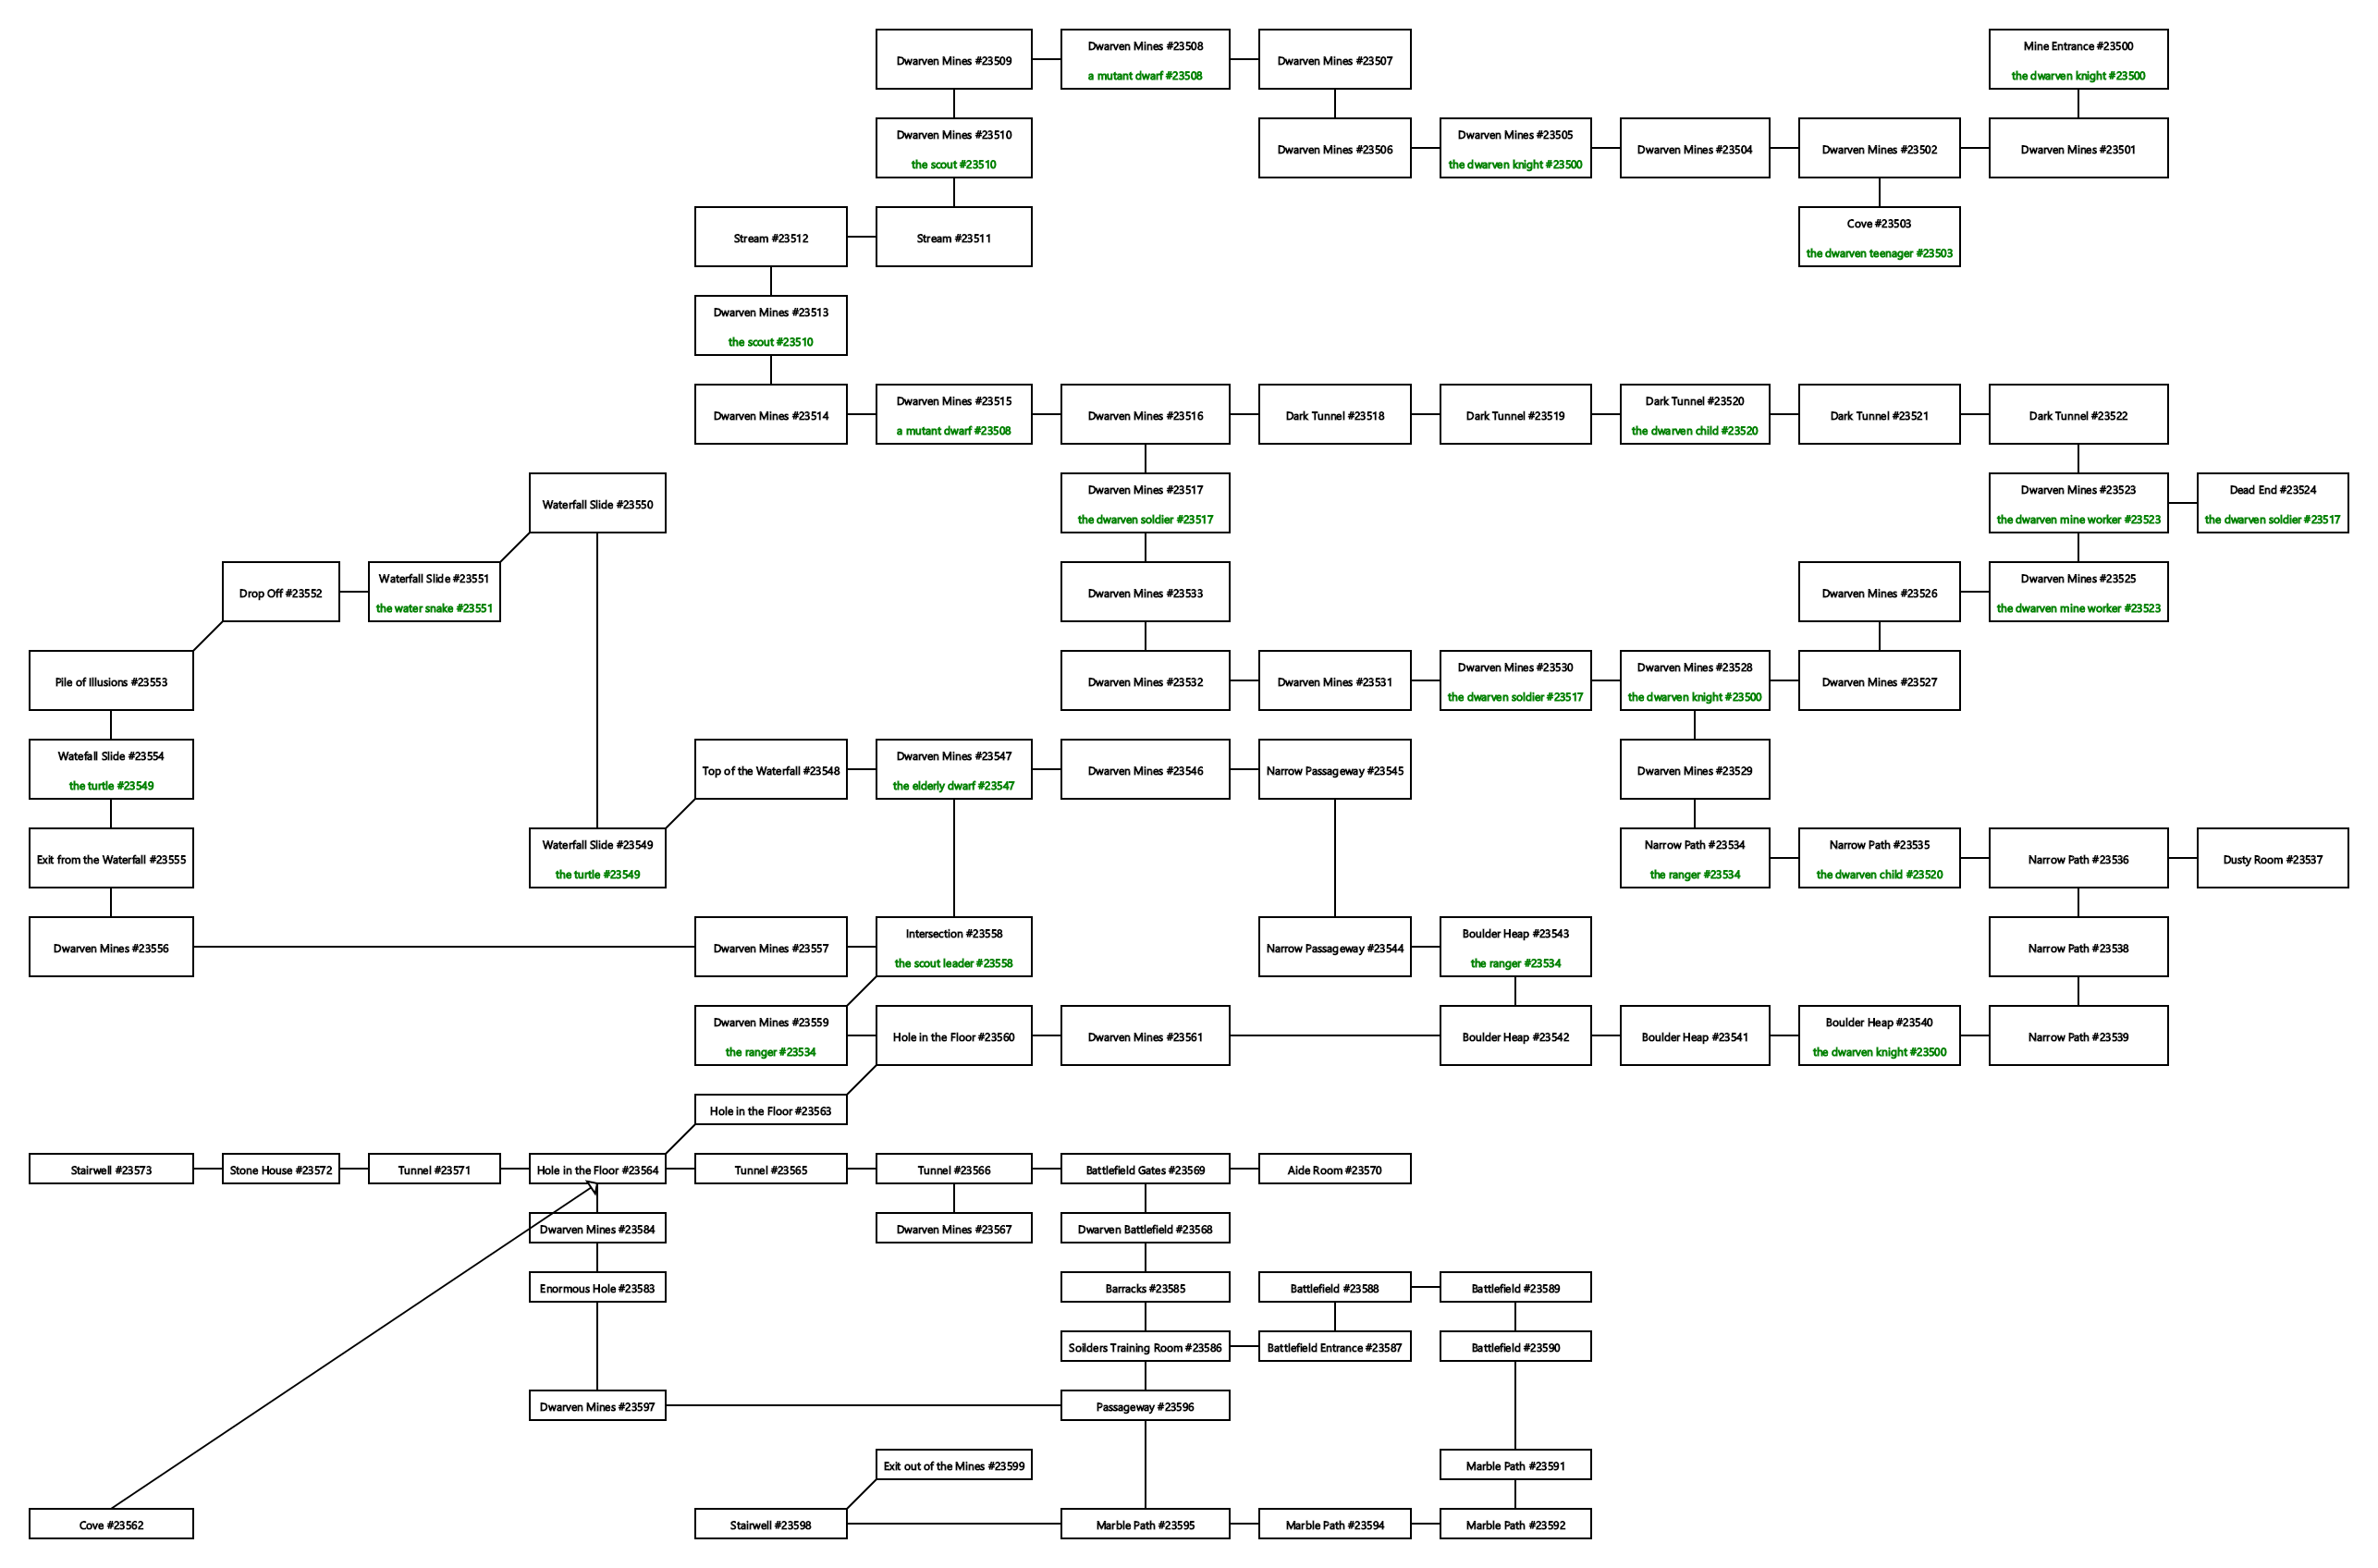 Dwarven Mines #23509
Dwarven Mines #23508
a mutant dwarf #23508
Dwarven Mines #23507
Mine Entrance #23500
the dwarven knight #23500
Dwarven Mines #23510
the scout #23510
Dwarven Mines #23506
Dwarven Mines #23505
the dwarven knight #23500
Dwarven Mines #23504
Dwarven Mines #23502
Dwarven Mines #23501
Stream #23512
Stream #23511
Cove #23503
the dwarven teenager #23503
Dwarven Mines #23513
the scout #23510
Dwarven Mines #23514
Dwarven Mines #23515
a mutant dwarf #23508
Dwarven Mines #23516
Dark Tunnel #23518
Dark Tunnel #23519
Dark Tunnel #23520
the dwarven child #23520
Dark Tunnel #23521
Dark Tunnel #23522
Waterfall Slide #23550
Dwarven Mines #23517
the dwarven soldier #23517
Dwarven Mines #23523
the dwarven mine worker #23523
Dead End #23524
the dwarven soldier #23517
Drop Off #23552
Waterfall Slide #23551
the water snake #23551
Dwarven Mines #23533
Dwarven Mines #23526
Dwarven Mines #23525
the dwarven mine worker #23523
Pile of Illusions #23553
Dwarven Mines #23532
Dwarven Mines #23531
Dwarven Mines #23530
the dwarven soldier #23517
Dwarven Mines #23528
the dwarven knight #23500
Dwarven Mines #23527
Watefall Slide #23554
the turtle #23549
Top of the Waterfall #23548
Dwarven Mines #23547
the elderly dwarf #23547
Dwarven Mines #23546
Narrow Passageway #23545
Dwarven Mines #23529
Exit from the Waterfall #23555
Waterfall Slide #23549
the turtle #23549
Narrow Path #23534
the ranger #23534
Narrow Path #23535
the dwarven child #23520
Narrow Path #23536
Dusty Room #23537
Dwarven Mines #23556
Dwarven Mines #23557
Intersection #23558
the scout leader #23558
Narrow Passageway #23544
Boulder Heap #23543
the ranger #23534
Narrow Path #23538
Dwarven Mines #23559
the ranger #23534
Hole in the Floor #23560
Dwarven Mines #23561
Boulder Heap #23542
Boulder Heap #23541
Boulder Heap #23540
the dwarven knight #23500
Narrow Path #23539
Hole in the Floor #23563
Stairwell #23573
Stone House #23572
Tunnel #23571
Hole in the Floor #23564
Tunnel #23565
Tunnel #23566
Battlefield Gates #23569
Aide Room #23570
Dwarven Mines #23584
Dwarven Mines #23567
Dwarven Battlefield #23568
Enormous Hole #23583
Barracks #23585
Battlefield #23588
Battlefield #23589
Soilders Training Room #23586
Battlefield Entrance #23587
Battlefield #23590
Dwarven Mines #23597
Passageway #23596
Exit out of the Mines #23599
Marble Path #23591
Cove #23562
Stairwell #23598
Marble Path #23595
Marble Path #23594
Marble Path #23592